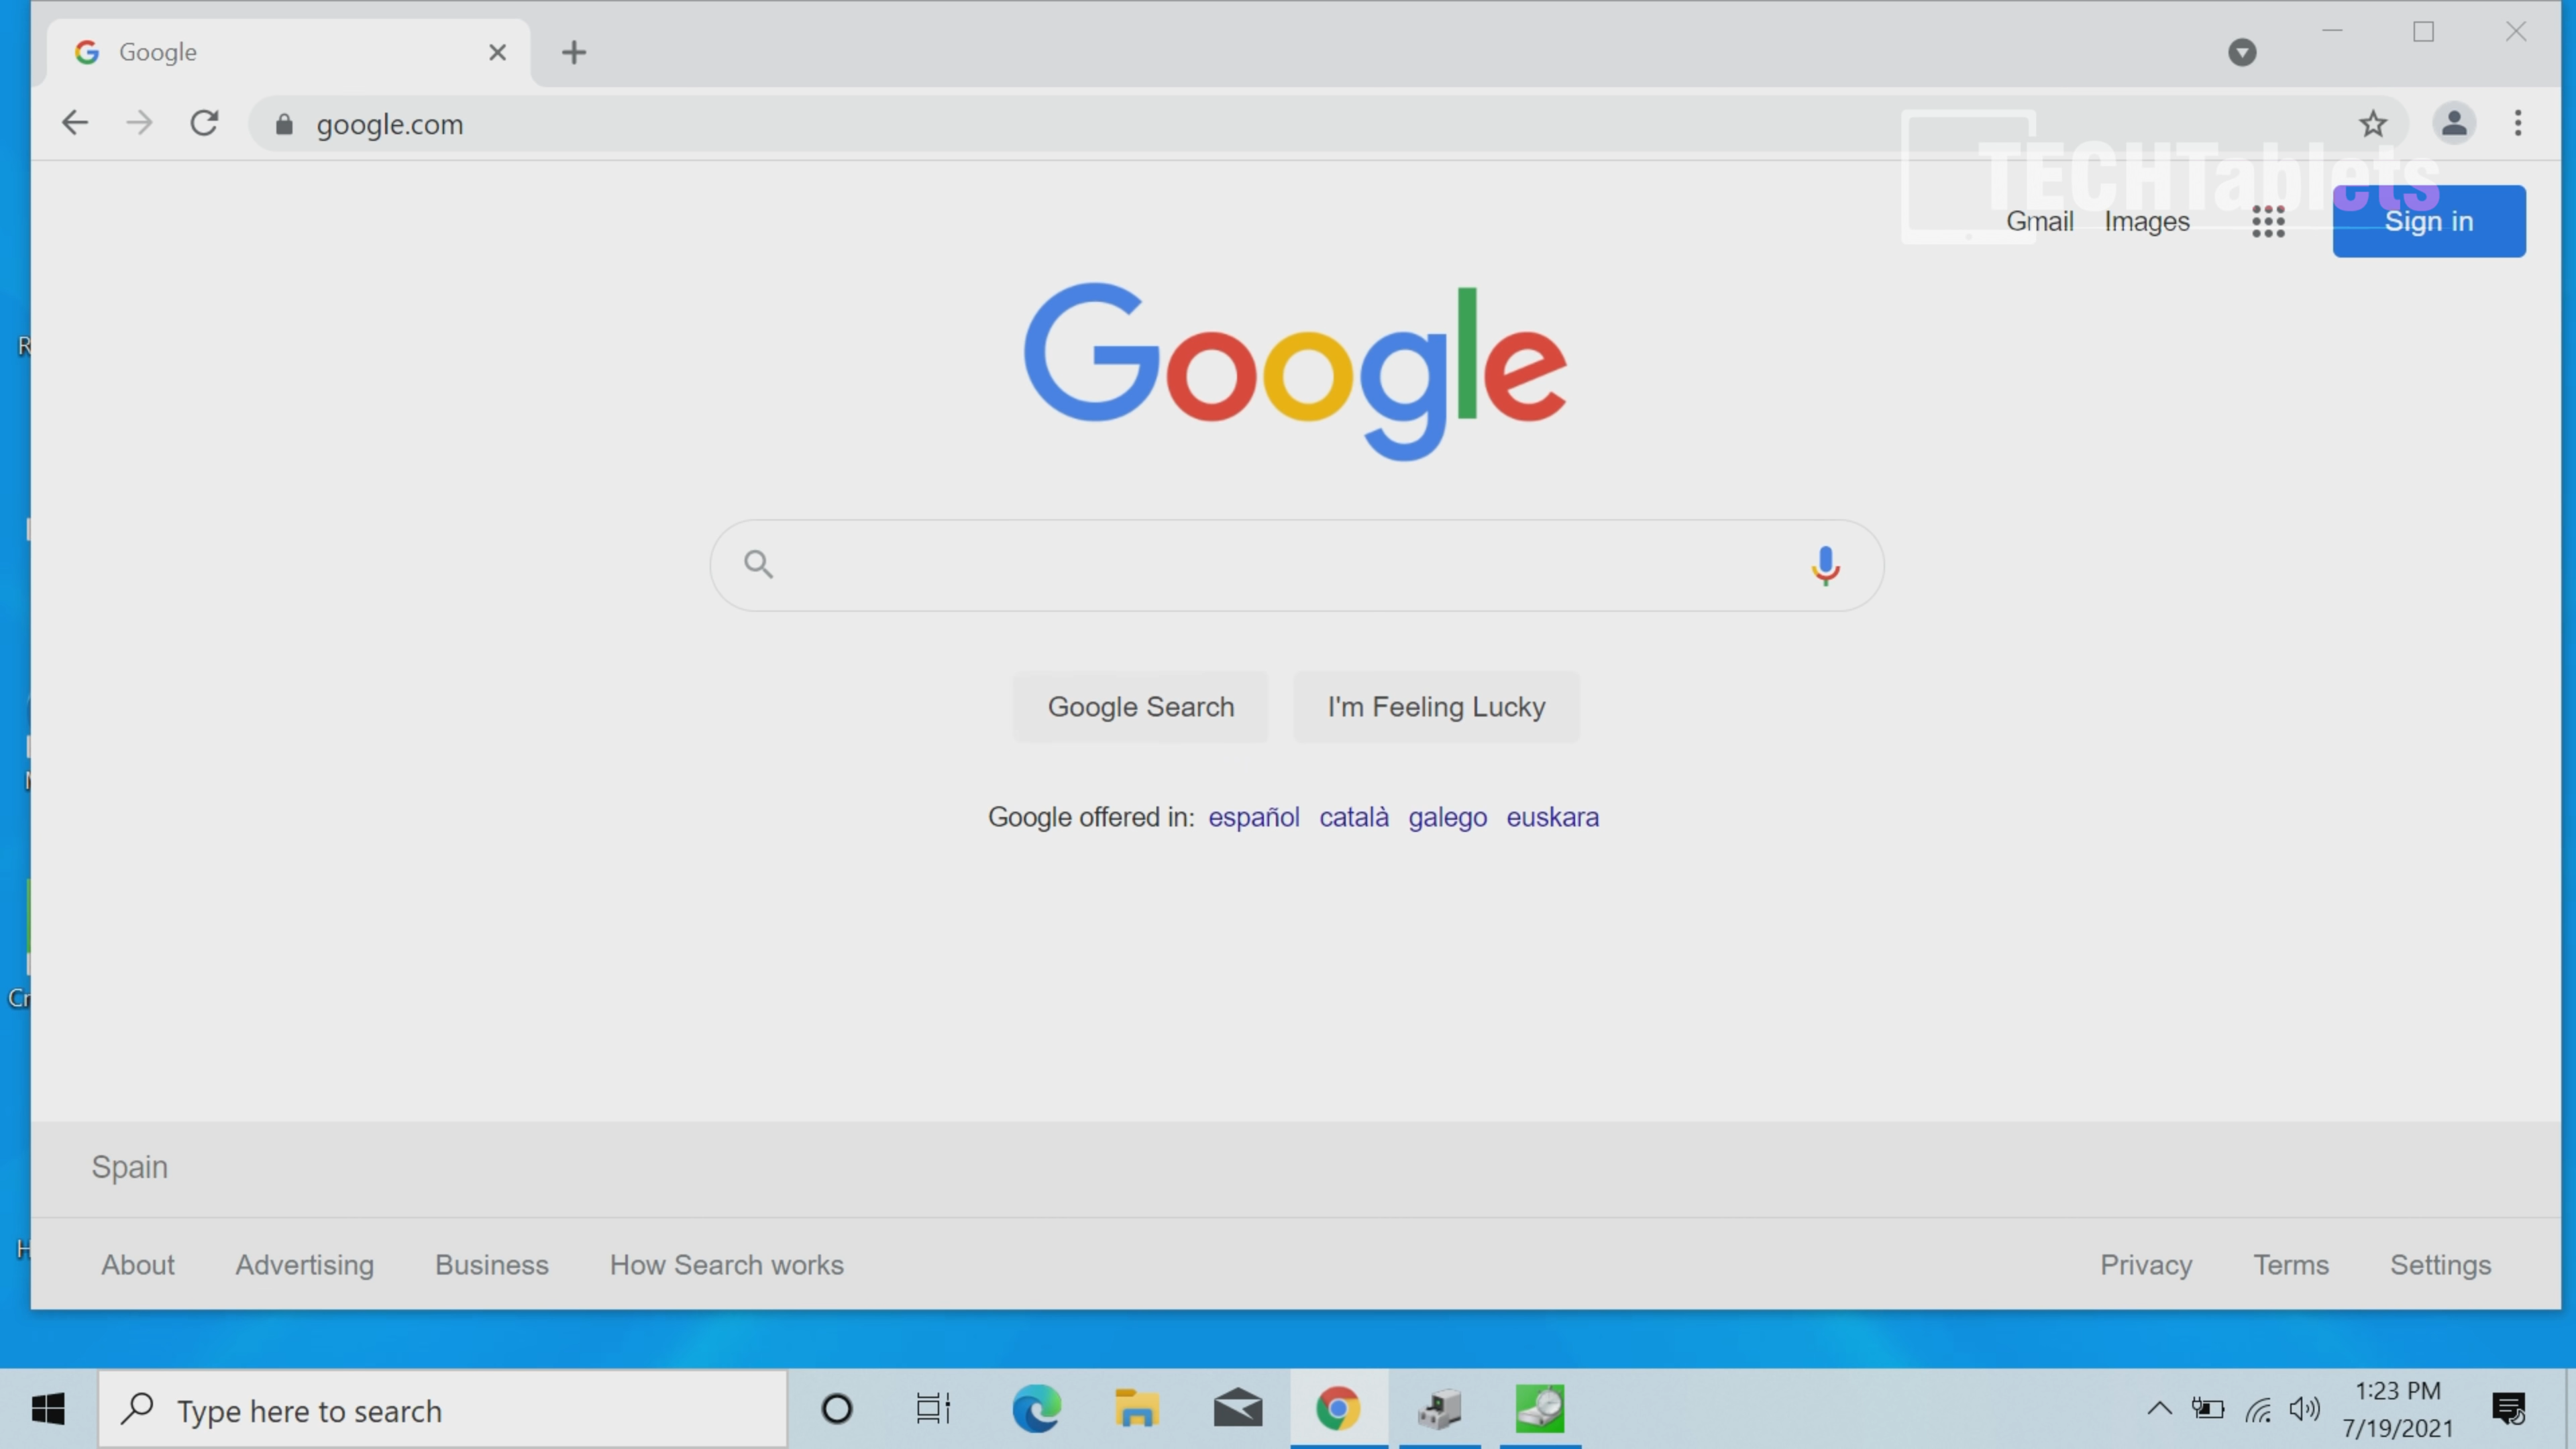 Google
google.com
TECHTablets
Gmail Images Sign in
Google
Google Search I'm Feeling Lucky
Google offered in: español català galego euskara
Spain
About Advertising Business How Search works Privacy Terms Settings
Type here to search
1:23 PM
7/19/2021